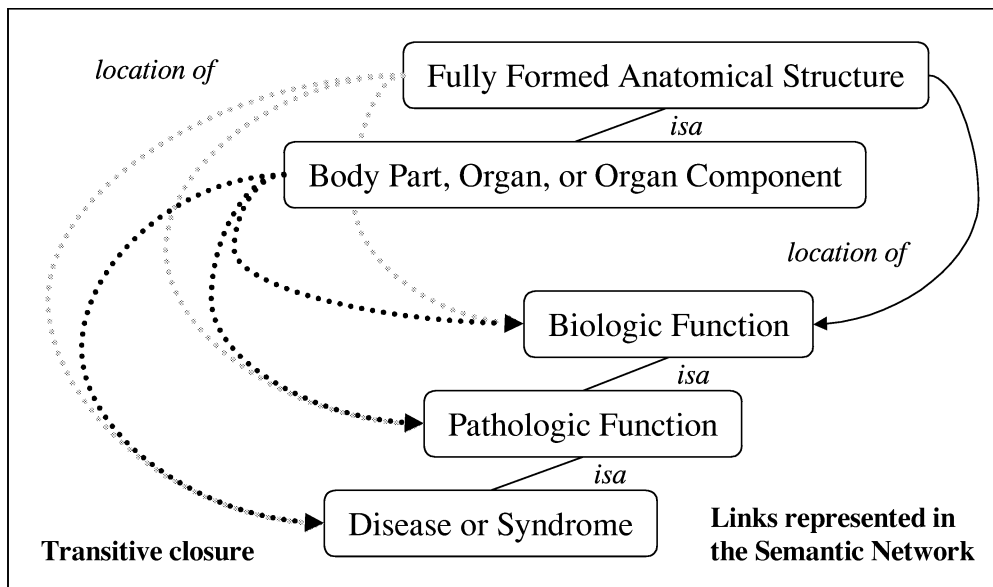 location of
Fully Formed Anatomical Structure
isa
Body Part, Organ, or Organ Component
location of
Biologic Function
isa
Pathologic Function
isa
Disease or Syndrome
Transitive closure
Links represented in
the Semantic Network